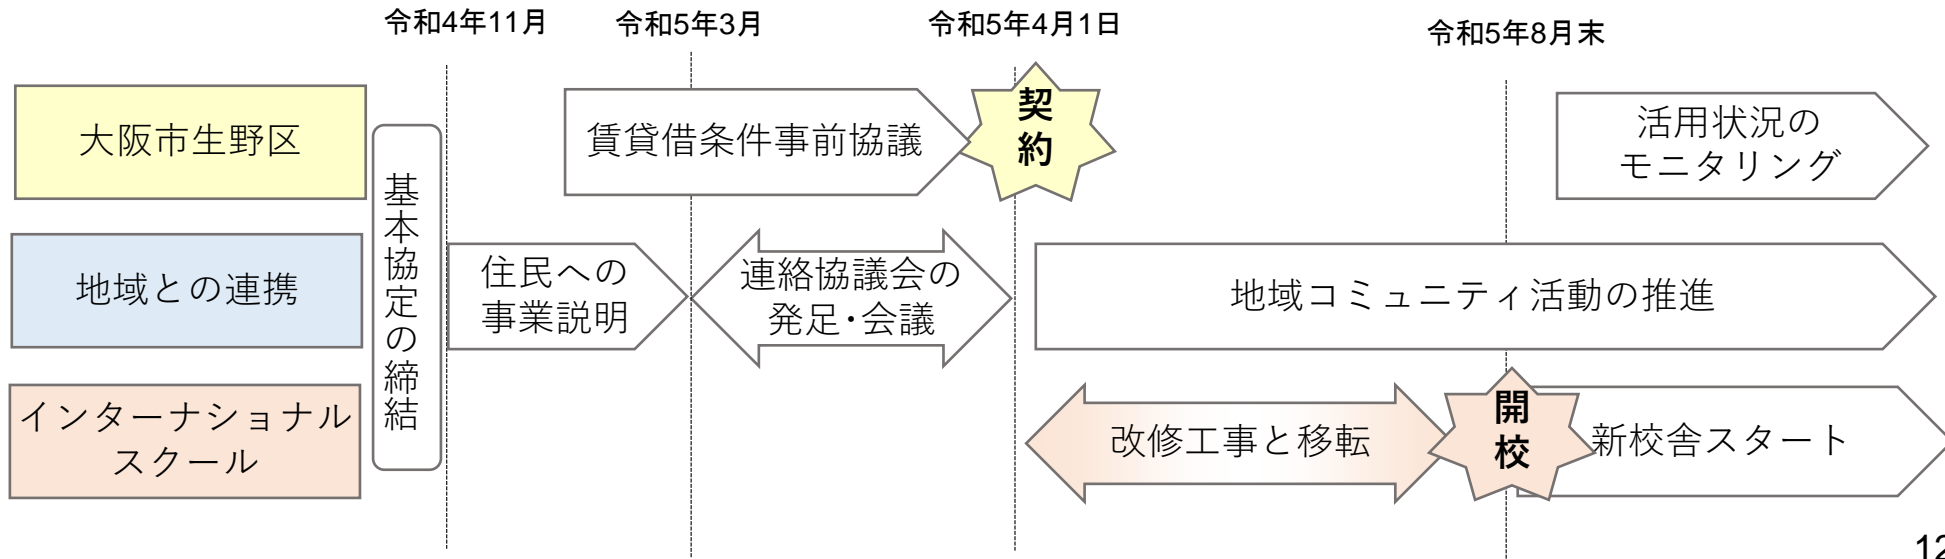 令和4年11月
令和5年3月
令和5年4月1日
令和5年8月末
大阪市生野区
賃貸借条件事前協議
契約
活用状況の
モニタリング
基本協定の締結
地域との連携
住民への
事業説明
連絡協議会の
発足・会議
地域コミュニティ活動の推進
インターナショナル
スクール
改修工事と移転
開校
新校舎スタート
12